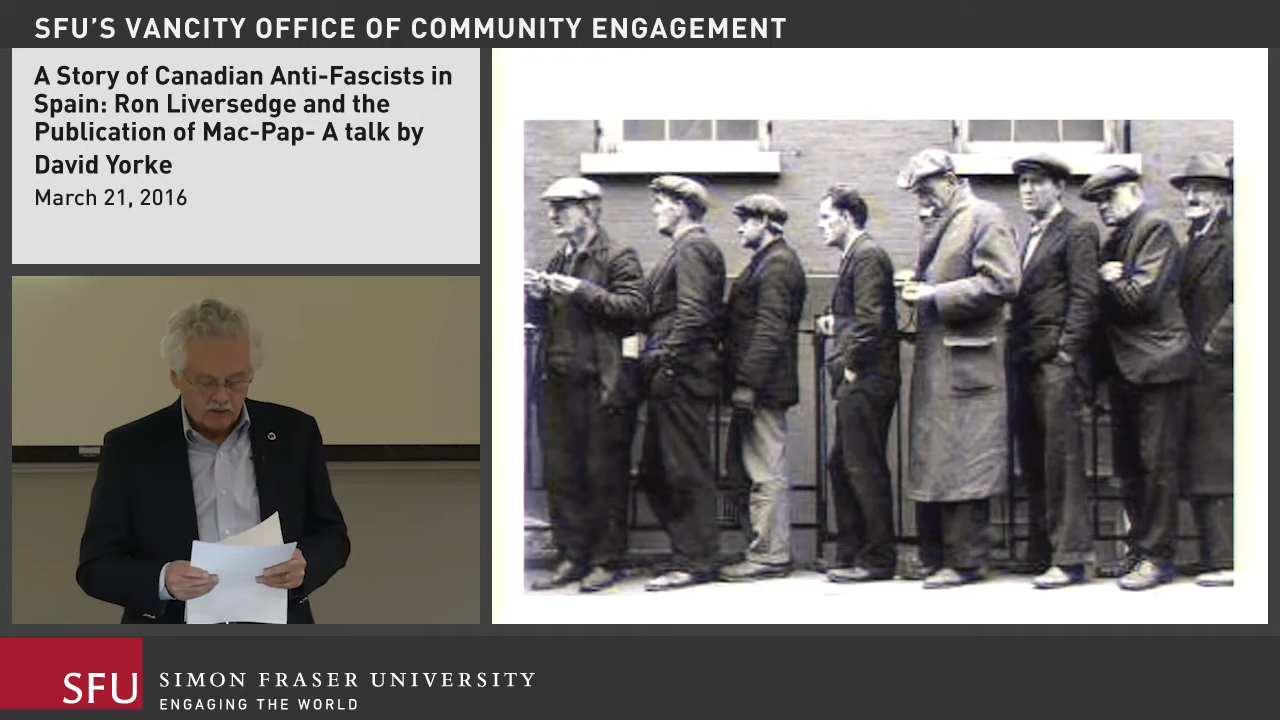 SFU'S VANCITY OFFICE OF COMMUNITY ENGAGEMENT
A Story of Canadian Anti-Fascists in
Spain: Ron Liversedge and the
Publication of Mac-Pap- A talk by
David Yorke
March 21, 2016
SFU
SIMON FRASER UNIVERSITY
ENGAGING THE WORLD